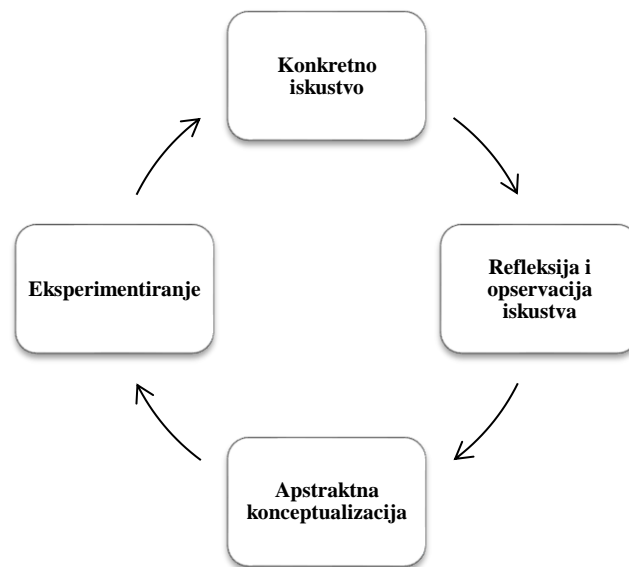 Konkretno
iskustvo
Refleksija i
opservacija
iskustva
Apstraktna
konceptualizacija
Eksperimentiranje